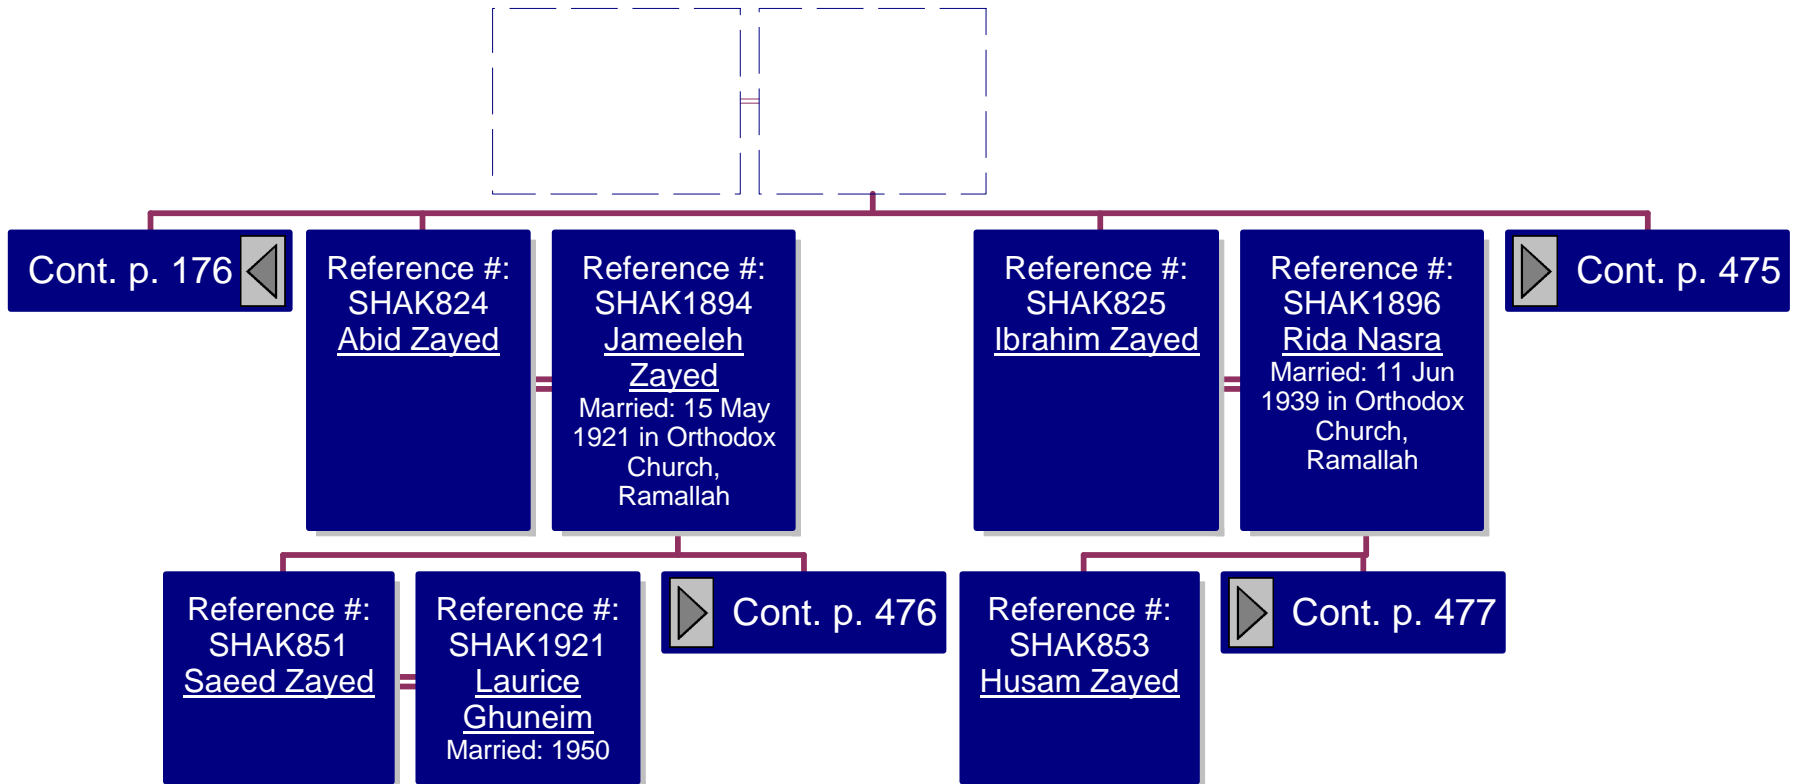 Cont. p. 176
Reference #:
SHAK824
Abid Zayed
Reference #:
SHAK1894
Jameeleh
Zayed
Married: 15 May
1921 in Orthodox
Church,
Ramallah
Reference #:
SHAK825
Ibrahim Zayed
Reference #:
SHAK1896
Rida Nasra
Married: 11 Jun
1939 in Orthodox
Church,
Ramallah
Cont. p. 475
Reference #:
SHAK851
Saeed Zayed
Reference #:
SHAK1921
Laurice
Ghuneim
Married: 1950
Cont. p. 476
Reference #:
SHAK853
Husam Zayed
Cont. p. 477